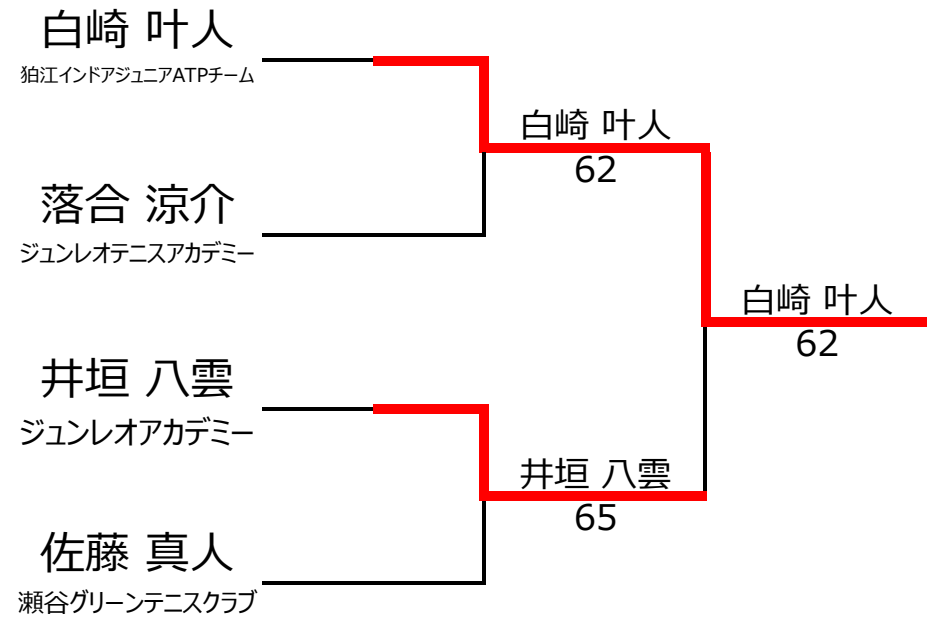 白崎 叶人
狛江インドアジュニアATPチーム
白崎 叶人
62
落合 涼介
ジュンレオテニスアカデミー
白崎 叶人
62
井垣 八雲
ジュンレオアカデミー
井垣 八雲
65
佐藤 真人
瀬谷グリーンテニスクラブ